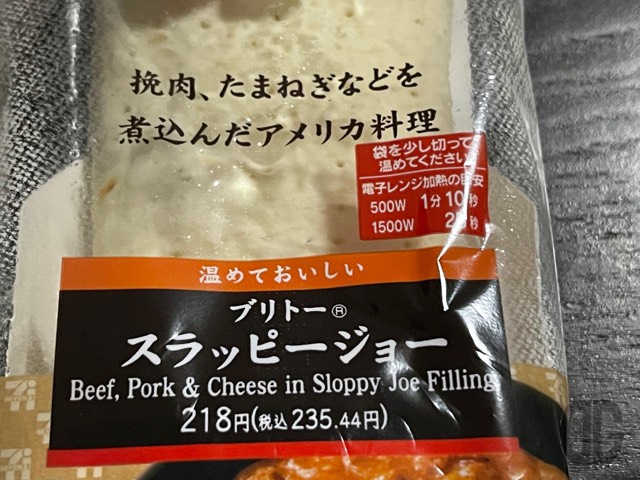 挽肉、たまねぎなどを
煮込んだアメリカ料理
袋を少し切って
温めてください
電子レンジ加熱の目安
500W 1分10秒
1500W 2 秒
温めておいしい
ブリトー®
スラッピージョー
Beef, Pork & Cheese in Sloppy Joe Filling
218円(税込235.44円)